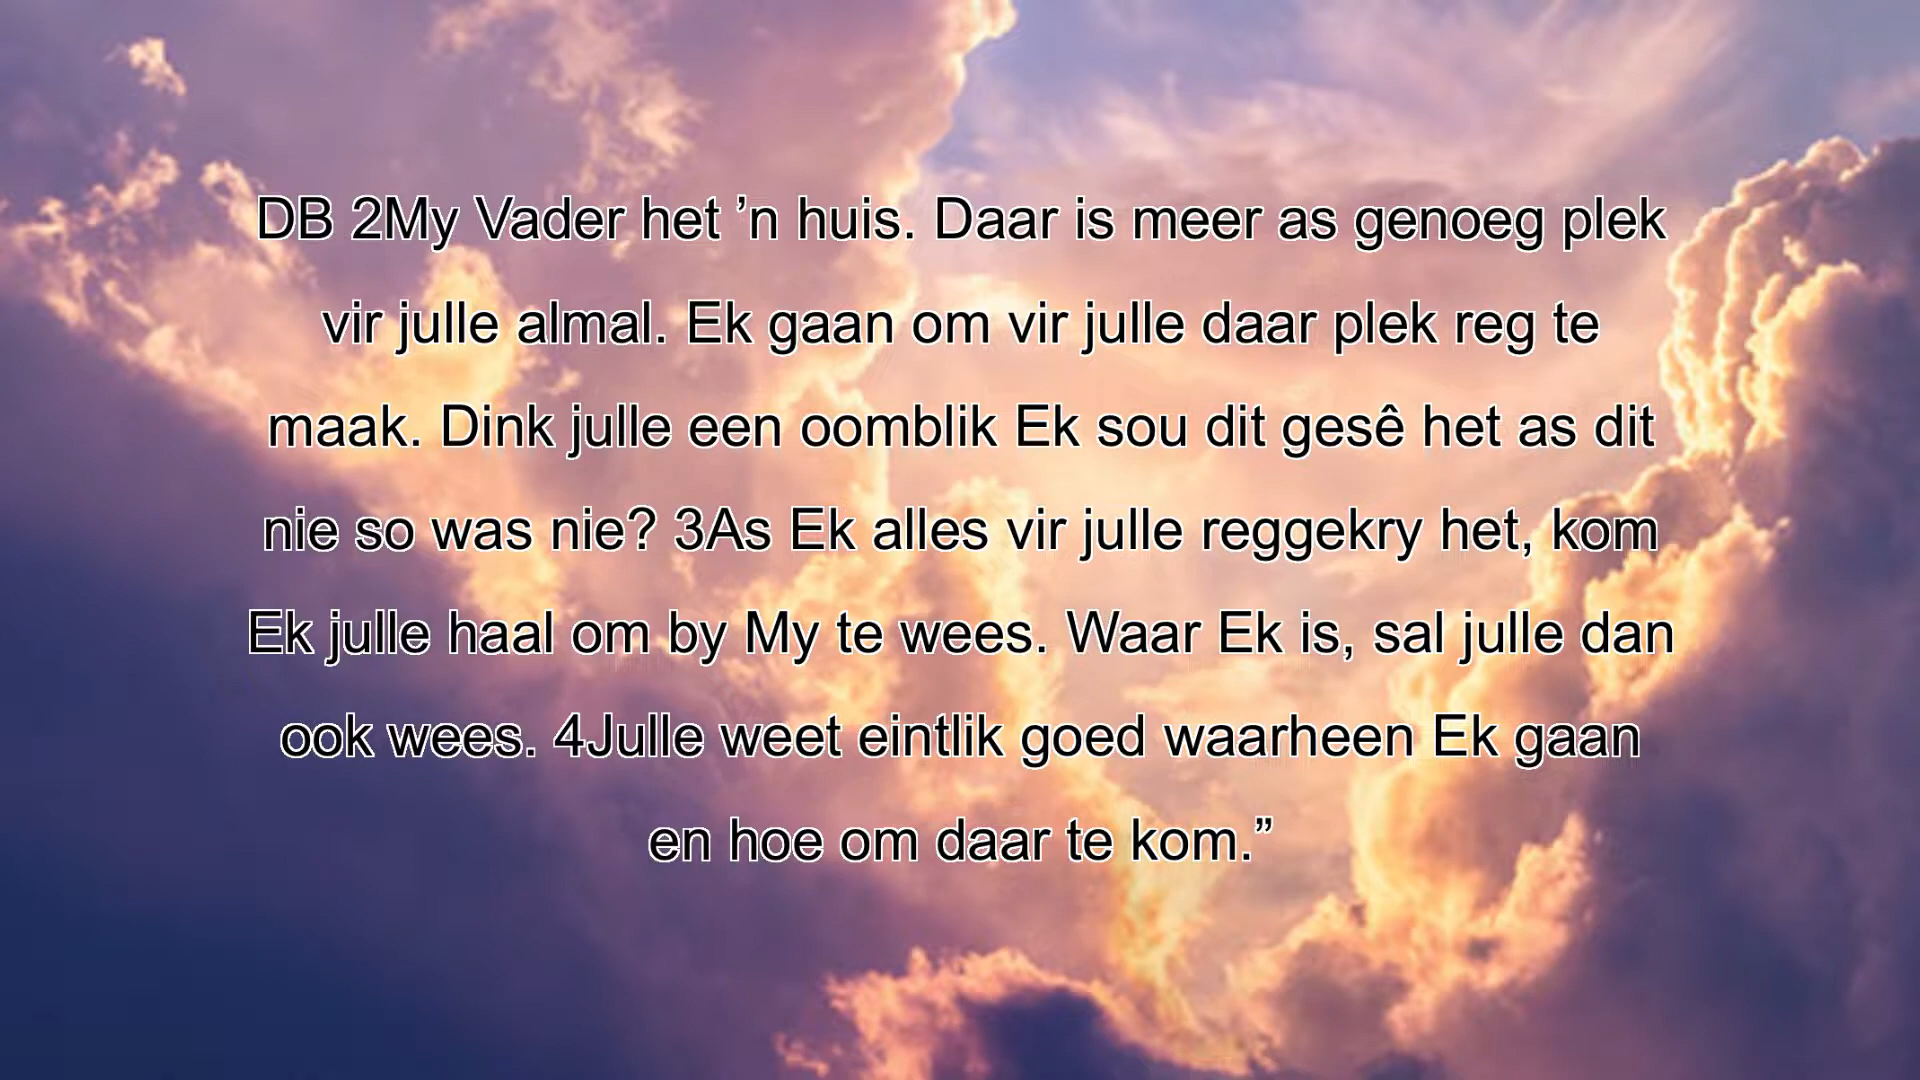 DB 2My Vader het ’n huis. Daar is meer as genoeg plek
vir julle almal. Ek gaan om vir julle daar plek reg te
maak. Dink julle een oomblik Ek sou dit gesê het as dit
nie so was nie? 3As Ek alles vir julle reggekry het, kom
Ek julle haal om by My te wees. Waar Ek is, sal julle dan
ook wees. 4Julle weet eintlik goed waarheen Ek gaan
en hoe om daar te kom.”